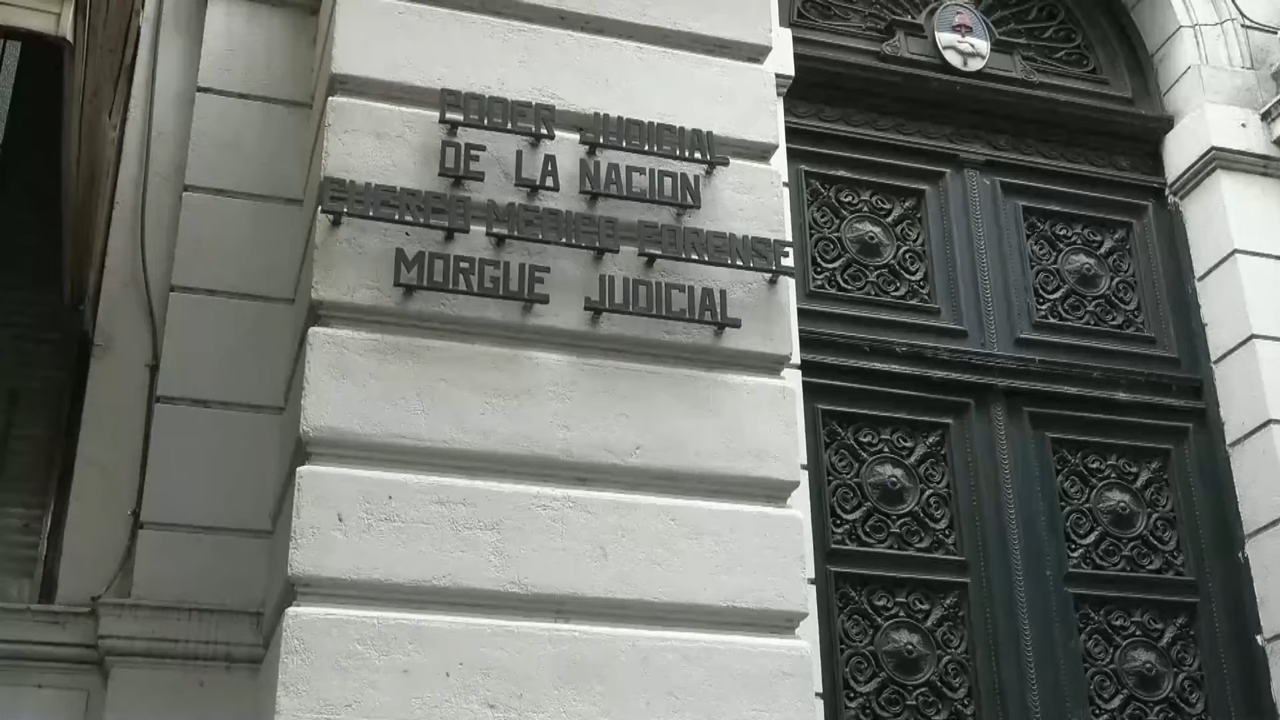 PODER JUDICIAL
DE LA NACION
CUERPO MEDICO FORENSE
MORGUE JUDICIAL